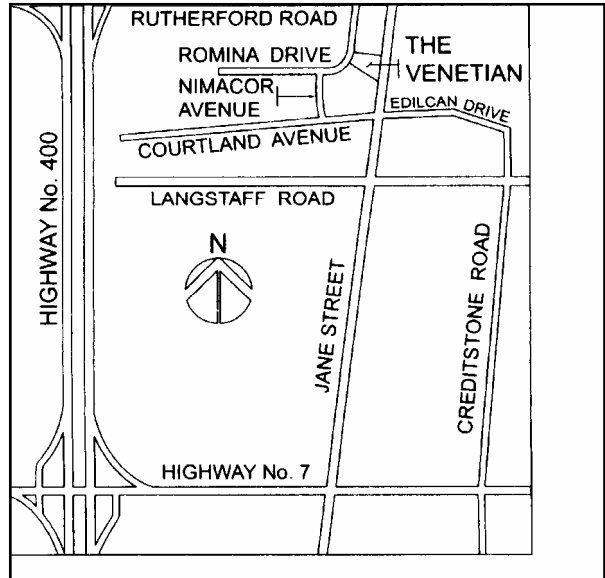 RUTHERFORD ROAD
ROMINA DRIVE
THE
VENETIAN
NIMACOR
AVENUE
EDILCAN DRIVE
COURTLAND AVENUE
LANGSTAFF ROAD
HIGHWAY No. 400
N
JANE STREET
CREDITSTONE ROAD
HIGHWAY No. 7